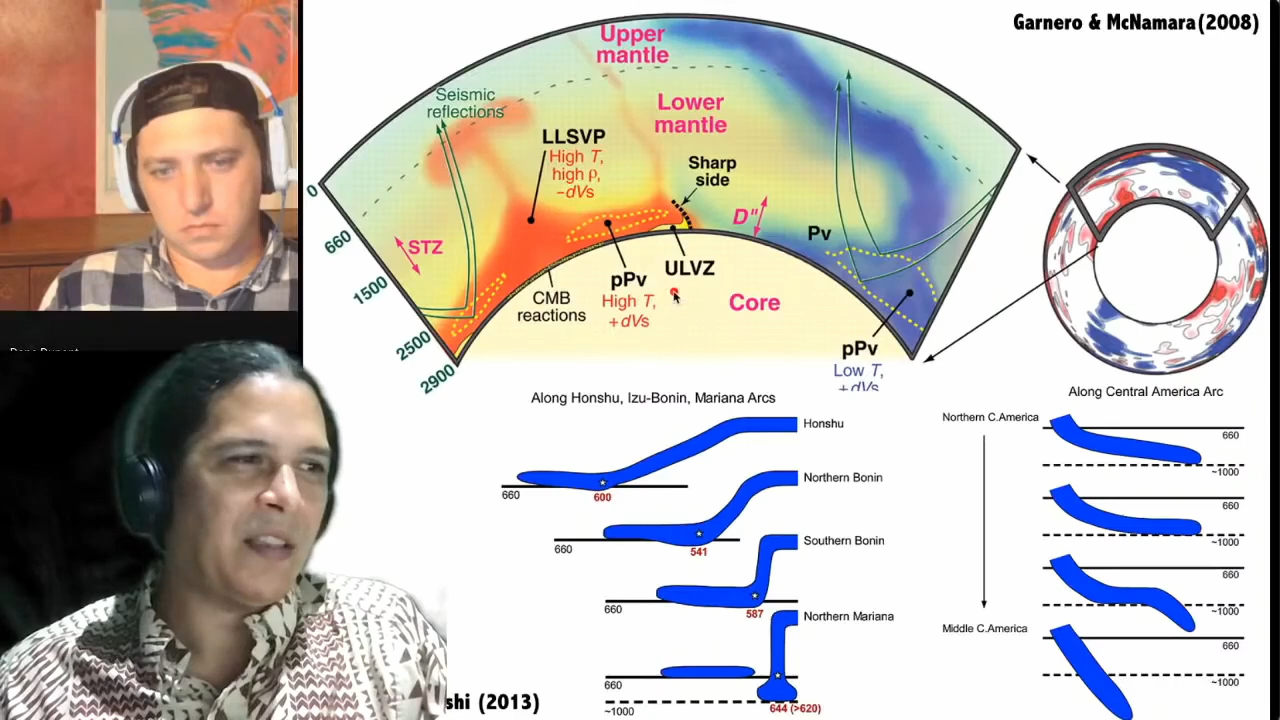 Garnero & McNamara (2008)
Upper
mantle
Seismic
reflections
Lower
mantle
LLSVP
High T,
high ρ,
-dVs
Sharp
side
0
660
1500
2500
2900
STZ
D"
Pv
ULVZ
pPv
High T,
+dVs
CMB
reactions
Core
pPv
Low T,
+dVs
Along Honshu, Izu-Bonin, Mariana Arcs
Honshu
660
600
Northern Bonin
660
541
Southern Bonin
660
587
Northern Mariana
660
~1000
644 (>620)
Along Central America Arc
Northern C.America
660
~1000
660
~1000
660
~1000
Middle C.America
660
~1000
shi (2013)